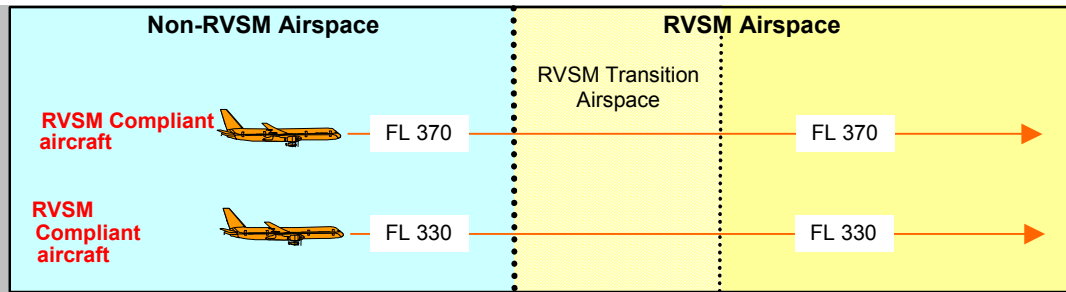 Non-RVSM Airspace
RVSM Airspace
RVSM Transition
Airspace
RVSM Compliant
aircraft
FL 370
FL 370
RVSM
Compliant
aircraft
FL 330
FL 330